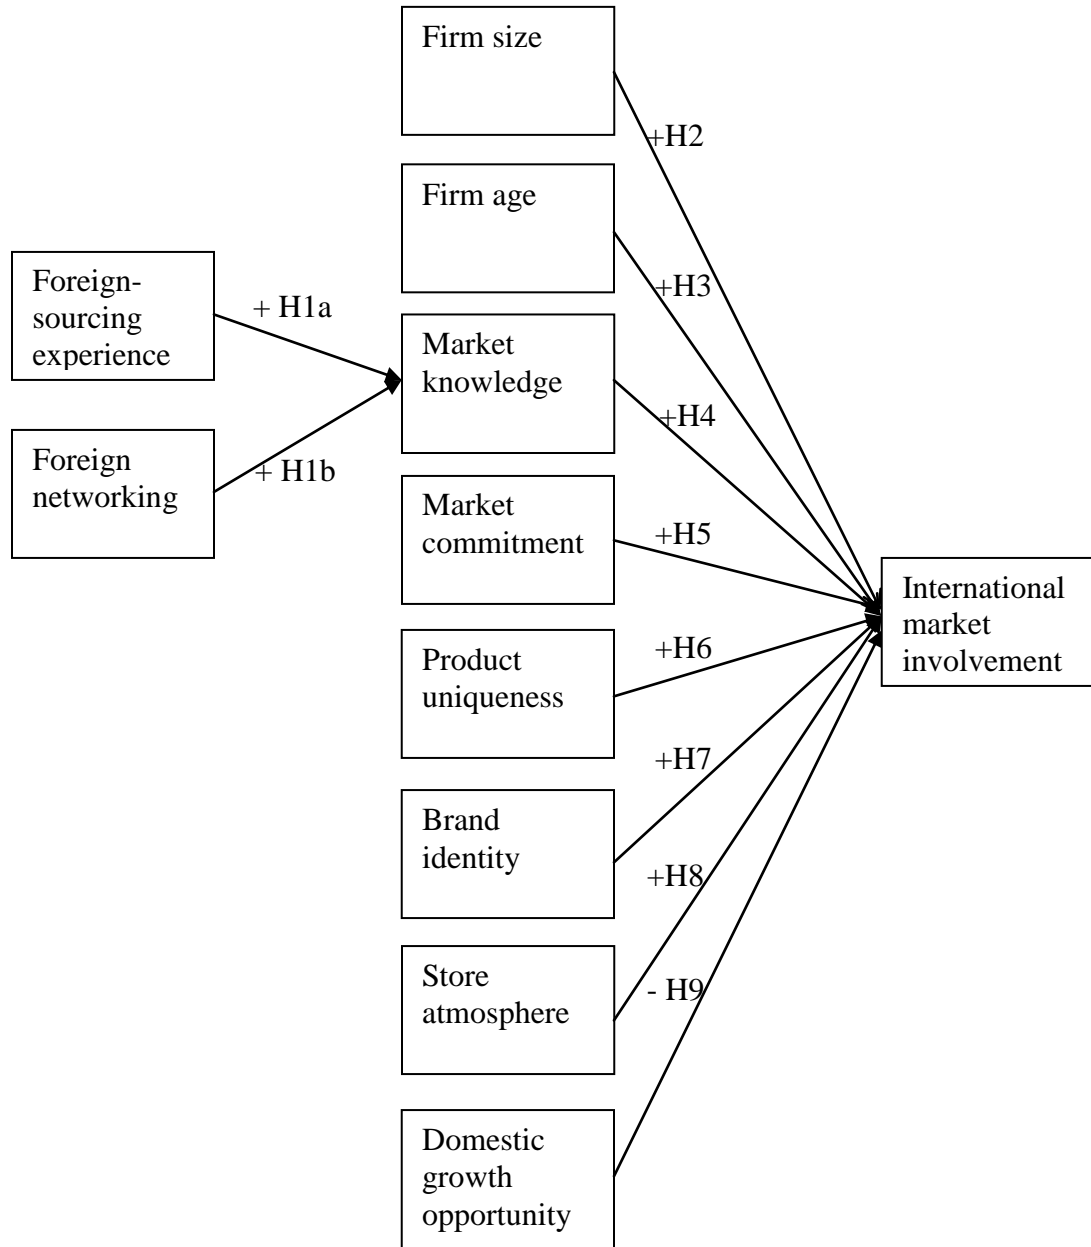 Firm size
+H2
Firm age
Foreign-
sourcing
experience
+ H1a
+H3
Market
knowledge
+H4
Foreign
networking
+ H1b
Market
commitment
+H5
International
market
involvement
Product
uniqueness
+H6
+H7
Brand
identity
+H8
Store
atmosphere
- H9
Domestic
growth
opportunity